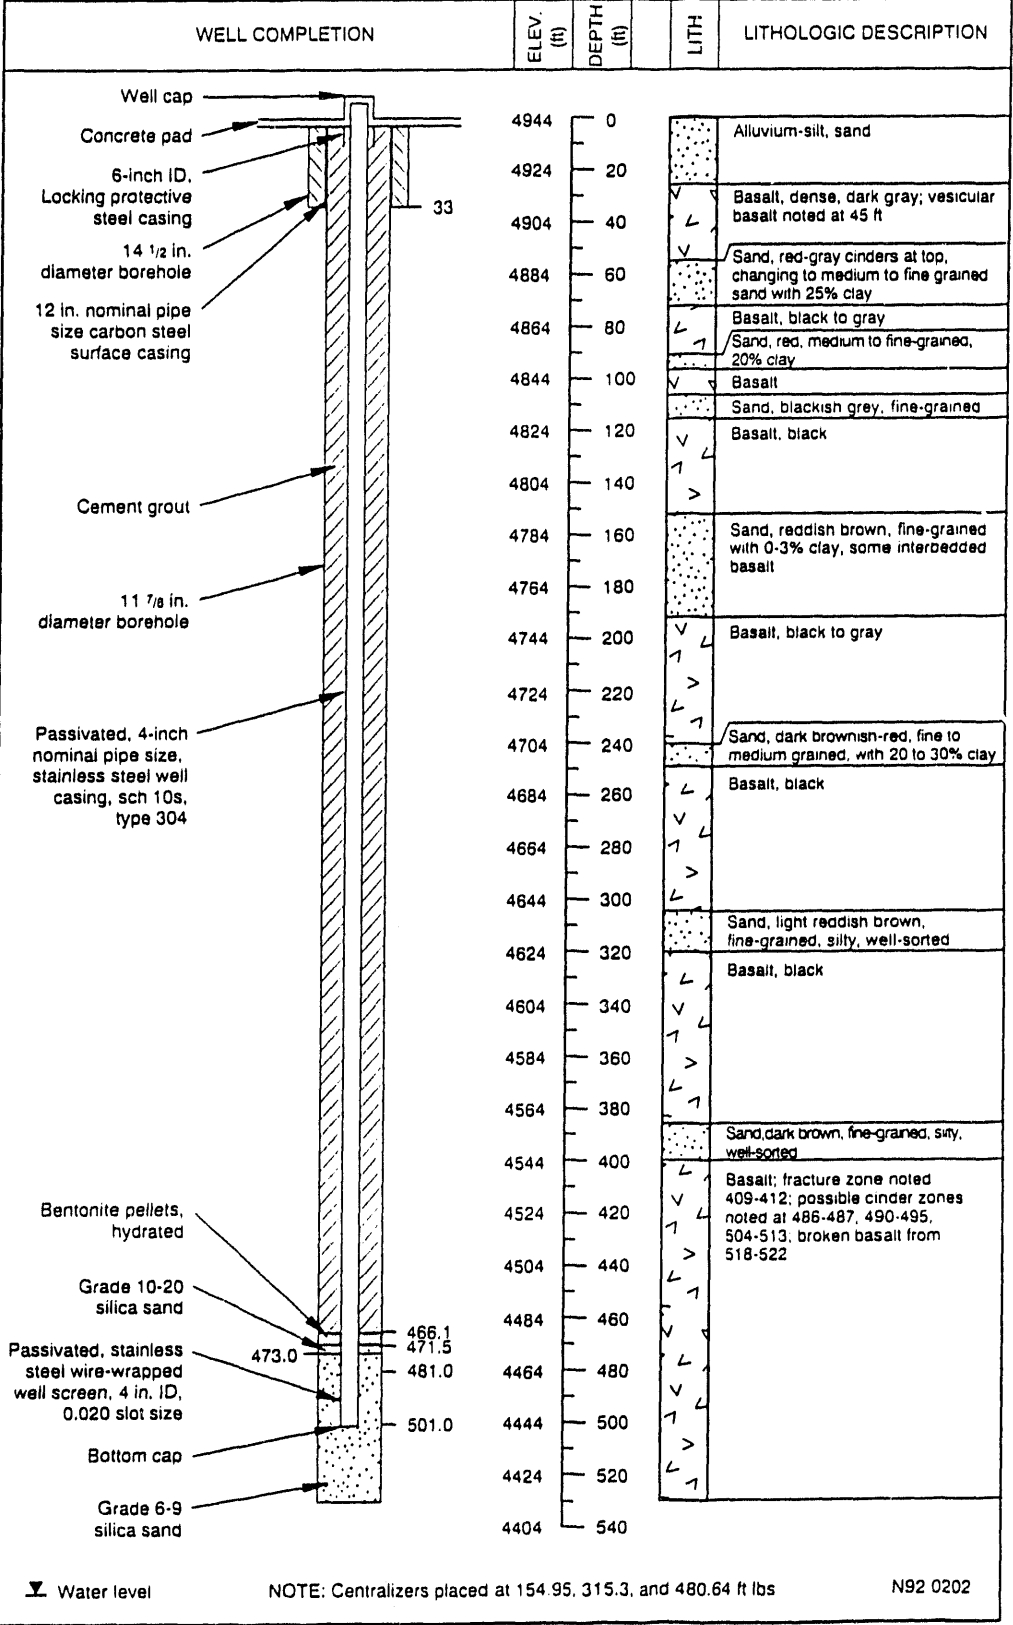 WELL COMPLETION
ELEV. (ft)
DEPTH (ft)
LITH
LITHOLOGIC DESCRIPTION
Well cap
Concrete pad
6-inch ID,
Locking protective
steel casing
14 1/2 in.
diameter borehole
12 in. nominal pipe
size carbon steel
surface casing
Cement grout
11 7/8 in.
diameter borehole
Passivated, 4-inch
nominal pipe size,
stainless steel well
casing, sch 10s,
type 304
Bentonite pellets,
hydrated
Grade 10-20
silica sand
Passivated, stainless
steel wire-wrapped
well screen, 4 in. ID,
0.020 slot size
Bottom cap
Grade 6-9
silica sand
33
466.1
471.5
473.0
481.0
501.0
4944 0
4924 20
4904 40
4884 60
4864 80
4844 100
4824 120
4804 140
4784 160
4764 180
4744 200
4724 220
4704 240
4684 260
4664 280
4644 300
4624 320
4604 340
4584 360
4564 380
4544 400
4524 420
4504 440
4484 460
4464 480
4444 500
4424 520
4404 540
Alluvium-silt, sand
Basalt, dense, dark gray; vesicular
basalt noted at 45 ft
Sand, red-gray cinders at top,
changing to medium to fine grained
sand with 25% clay
Basalt, black to gray
Sand, red, medium to fine-grained,
20% clay
Basalt
Sand, blackish grey, fine-grained
Basalt, black
Sand, reddish brown, fine-grained
with 0-3% clay, some interbedded
basalt
Basalt, black to gray
Sand, dark brownish-red, fine to
medium grained, with 20 to 30% clay
Basalt, black
Sand, light reddish brown,
fine-grained, silty, well-sorted
Basalt, black
Sand,dark brown, fine-grained, silty,
well-sorted
Basalt; fracture zone noted
409-412; possible cinder zones
noted at 486-487, 490-495,
504-513; broken basalt from
518-522
Water level
NOTE: Centralizers placed at 154.95, 315.3, and 480.64 ft lbs
N92 0202